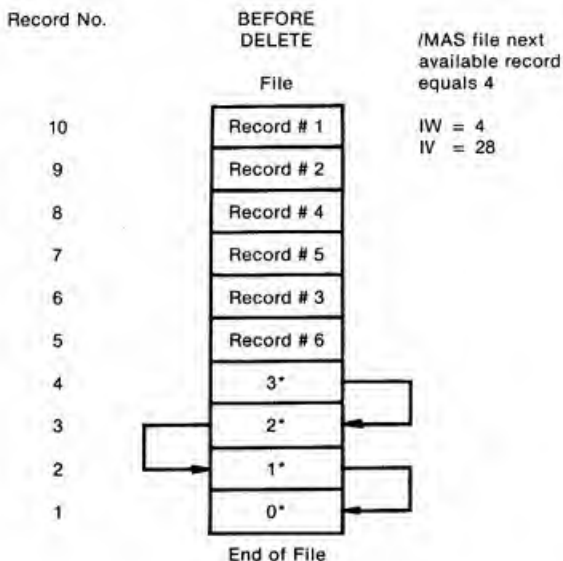 Record No.
BEFORE
DELETE
File
/MAS file next
available record
equals 4
IW = 4
IV = 28
10 Record # 1
9 Record # 2
8 Record # 4
7 Record # 5
6 Record # 3
5 Record # 6
4 3*
3 2*
2 1*
1 0*
End of File